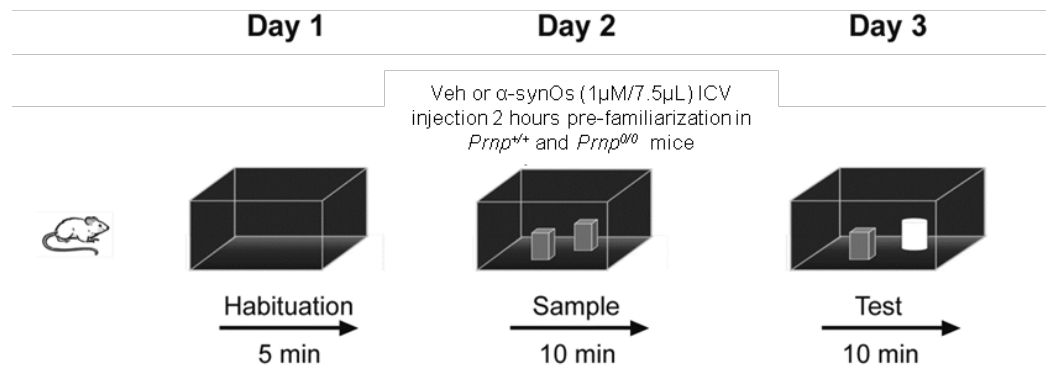 Day 1 Day 2 Day 3
Veh or α-synOs (1µM/7.5µL) ICV
injection 2 hours pre-familiarization in
Prnp+/+ and Prnp0/0 mice
Habituation Sample Test
5 min 10 min 10 min